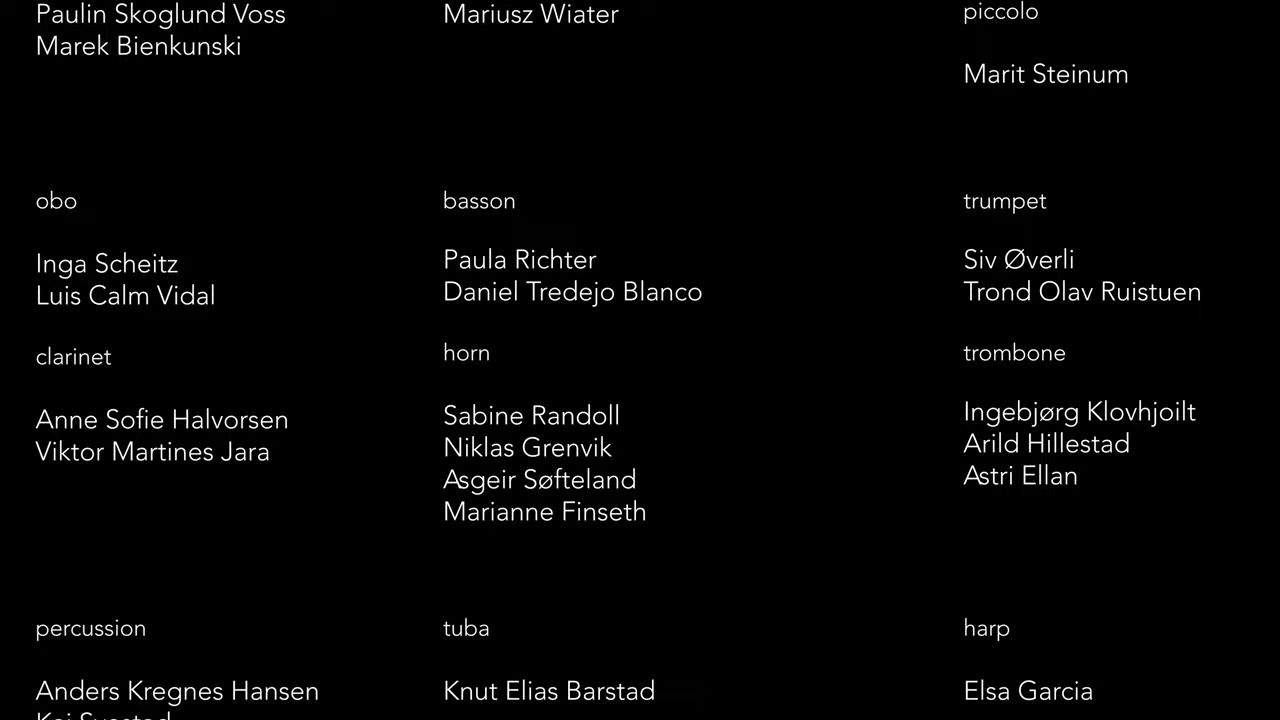 Paulin Skoglund Voss
Marek Bienkunski
Mariusz Wiater
piccolo
Marit Steinum
obo
Inga Scheitz
Luis Calm Vidal
basson
Paula Richter
Daniel Tredejo Blanco
trumpet
Siv Øverli
Trond Olav Ruistuen
clarinet
Anne Sofie Halvorsen
Viktor Martines Jara
horn
Sabine Randoll
Niklas Grenvik
Asgeir Søfteland
Marianne Finseth
trombone
Ingebjørg Klovhjoilt
Arild Hillestad
Astri Ellan
percussion
Anders Kregnes Hansen
tuba
Knut Elias Barstad
harp
Elsa Garcia